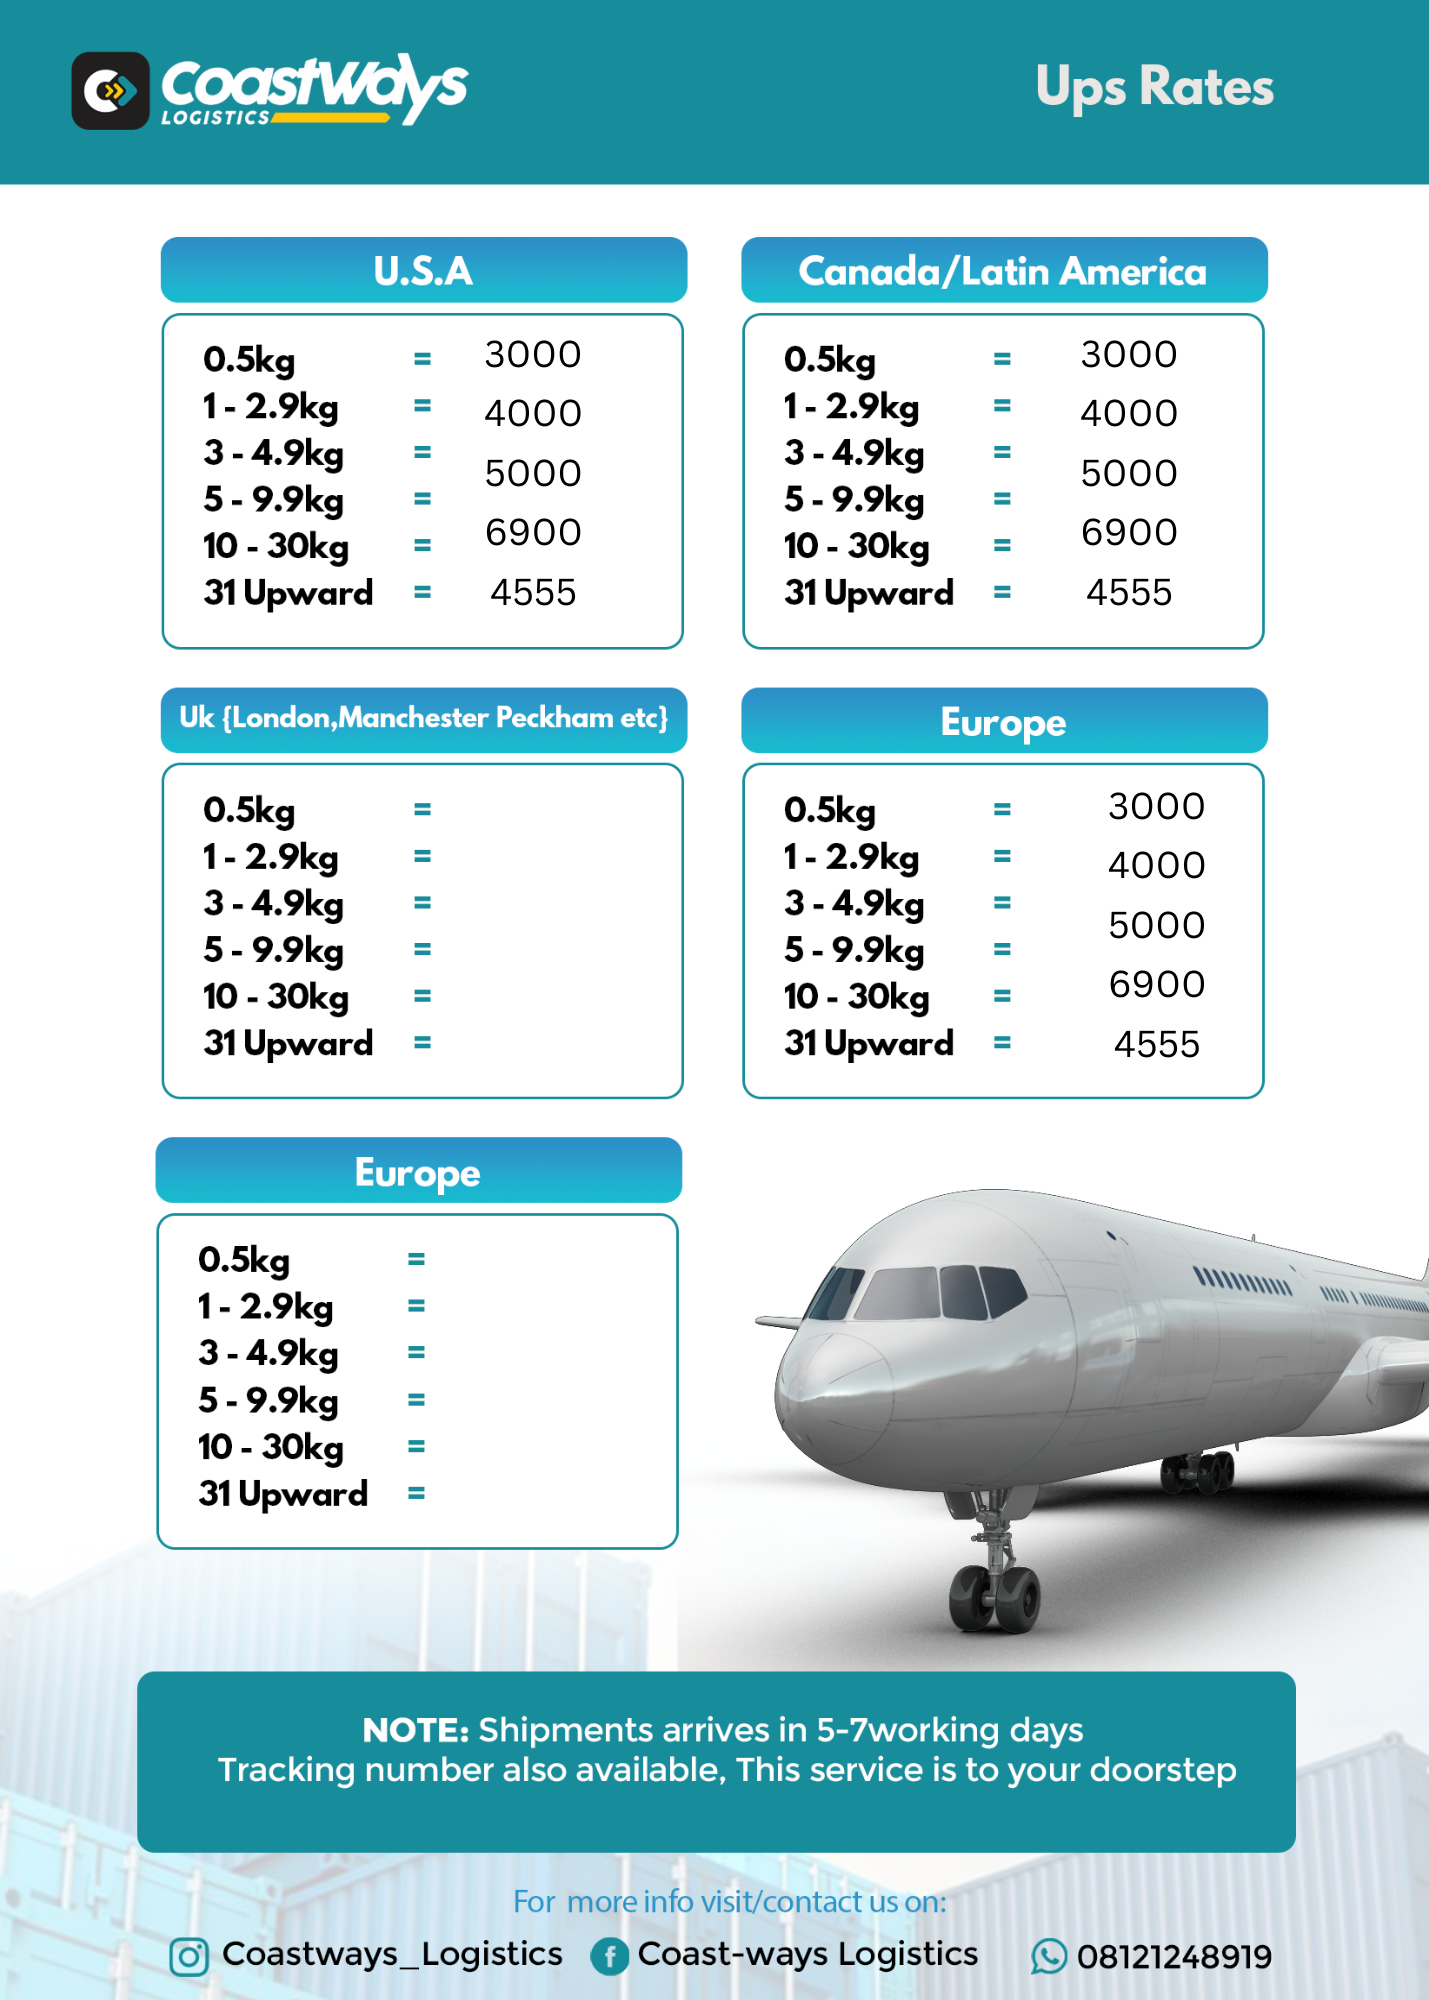 CoastWays
LOGISTICS
Ups Rates
U.S.A
0.5kg = 3000
1 - 2.9kg = 4000
3 - 4.9kg = 5000
5 - 9.9kg = 6900
10 - 30kg =
31 Upward = 4555
Canada/Latin America
0.5kg = 3000
1 - 2.9kg = 4000
3 - 4.9kg = 5000
5 - 9.9kg = 6900
10 - 30kg =
31 Upward = 4555
Uk {London,Manchester Peckham etc}
0.5kg =
1 - 2.9kg =
3 - 4.9kg =
5 - 9.9kg =
10 - 30kg =
31 Upward =
Europe
0.5kg = 3000
1 - 2.9kg = 4000
3 - 4.9kg = 5000
5 - 9.9kg =
10 - 30kg = 6900
31 Upward = 4555
Europe
0.5kg =
1 - 2.9kg =
3 - 4.9kg =
5 - 9.9kg =
10 - 30kg =
31 Upward =
NOTE: Shipments arrives in 5-7working days
Tracking number also available, This service is to your doorstep
For more info visit/contact us on:
Coastways_Logistics Coast-ways Logistics 08121248919